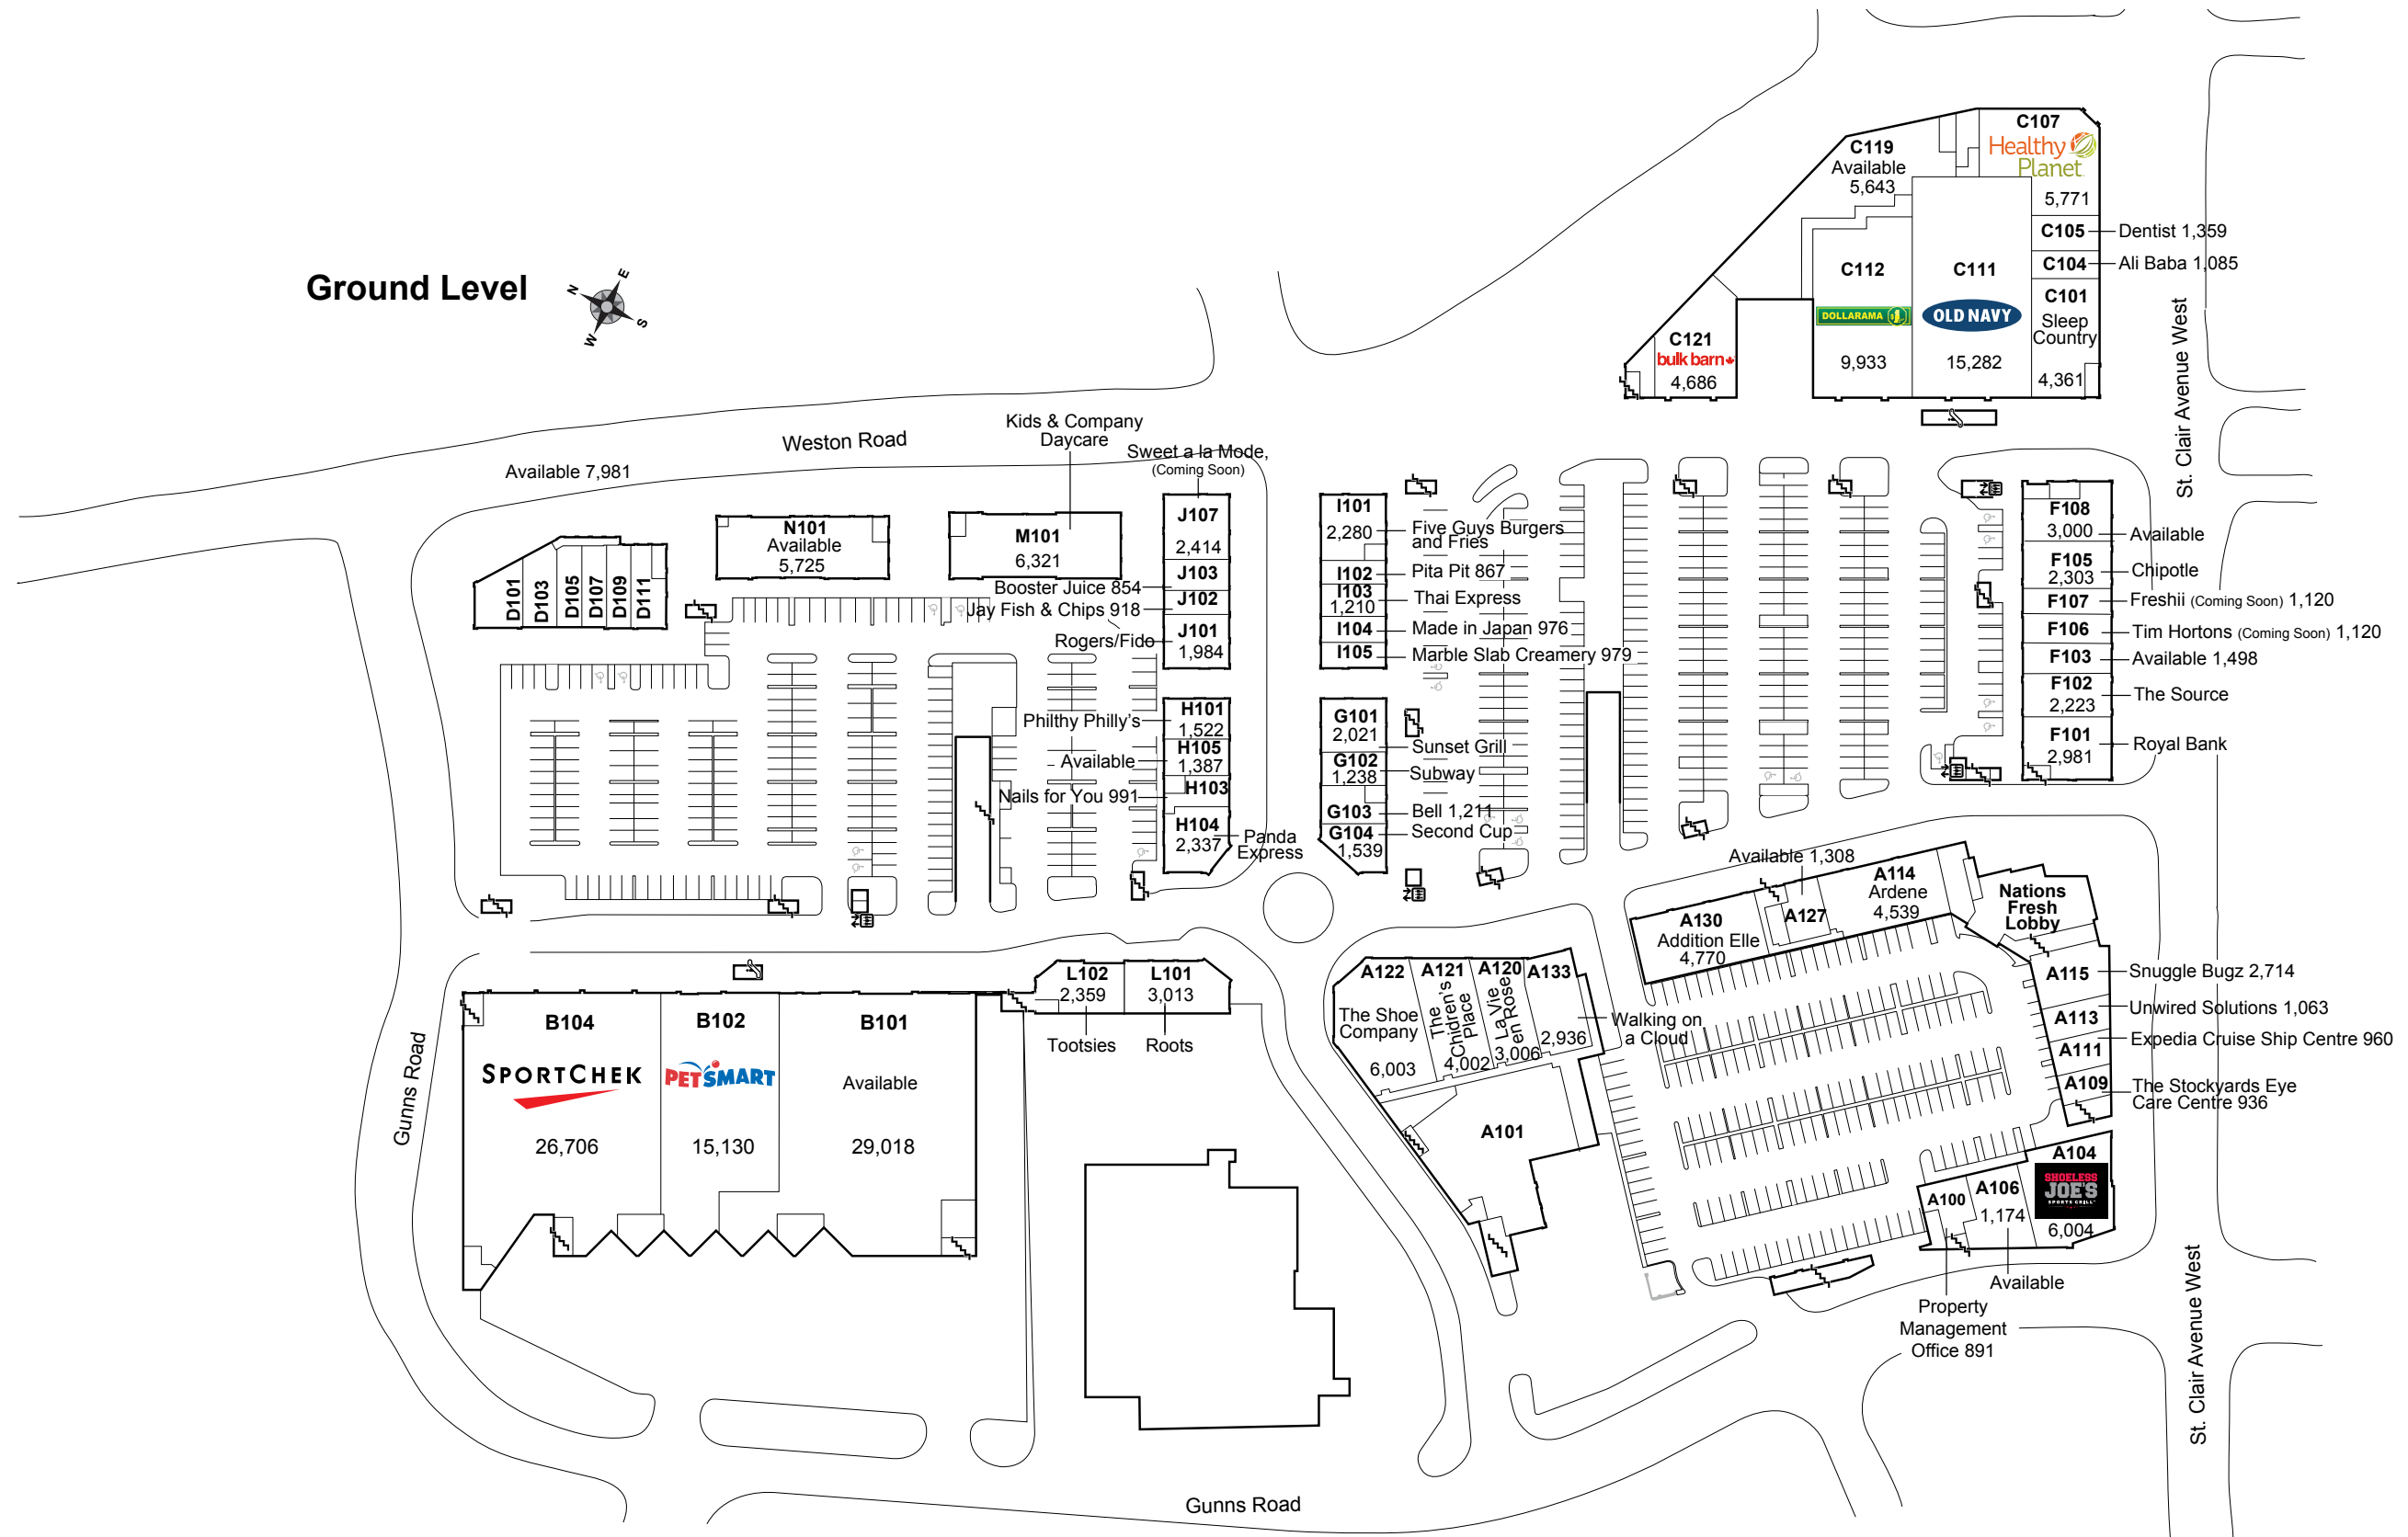 Ground Level
N
E
S
W
Weston Road
Available 7,981
Kids & Company
Daycare
Sweet a la Mode,
(Coming Soon)
D101
D103
D105
D107
D109
D111
N101
Available
5,725
M101
6,321
J107
2,414
J103
Booster Juice 854
J102
Jay Fish & Chips 918
J101
1,984
Rogers/Fido
H101
1,522
Philthy Philly's
H105
1,387
Available
H103
Nails for You 991
H104
2,337
Panda
Express
I101
2,280
Five Guys Burgers
and Fries
I102
Pita Pit 867
I103
1,210
Thai Express
I104
Made in Japan 976
I105
Marble Slab Creamery 979
G101
2,021
Sunset Grill
G102
1,238
Subway
G103
Bell 1,211
G104
1,539
Second Cup
C107
Healthy
Planet
5,771
C119
Available
5,643
C105
Dentist 1,359
C104
Ali Baba 1,085
C101
Sleep
Country
4,361
C112
DOLLARAMA
9,933
C111
OLD NAVY
15,282
C121
bulk barn
4,686
St. Clair Avenue West
F108
3,000
Available
F105
2,303
Chipotle
F107
Freshii (Coming Soon) 1,120
F106
Tim Hortons (Coming Soon) 1,120
F103
Available 1,498
F102
2,223
The Source
F101
2,981
Royal Bank
Available 1,308
A130
Addition Elle
4,770
A127
A114
Ardene
4,539
Nations
Fresh
Lobby
A115
Snuggle Bugz 2,714
A113
Unwired Solutions 1,063
A111
Expedia Cruise Ship Centre 960
A109
The Stockyards Eye
Care Centre 936
A104
SHOELESS
JOE'S
SPORTS GRILL
6,004
A106
1,174
Available
A100
Property
Management
Office 891
St. Clair Avenue West
A122
The Shoe
Company
6,003
A121
The
Chidren's
Place
4,002
A120
La Vie
en Rose
3,006
A133
2,936
Walking on
a Cloud
A101
L102
2,359
Tootsies
L101
3,013
Roots
B104
SPORTCHEK
26,706
B102
PETSMART
15,130
B101
Available
29,018
Gunns Road
Gunns Road